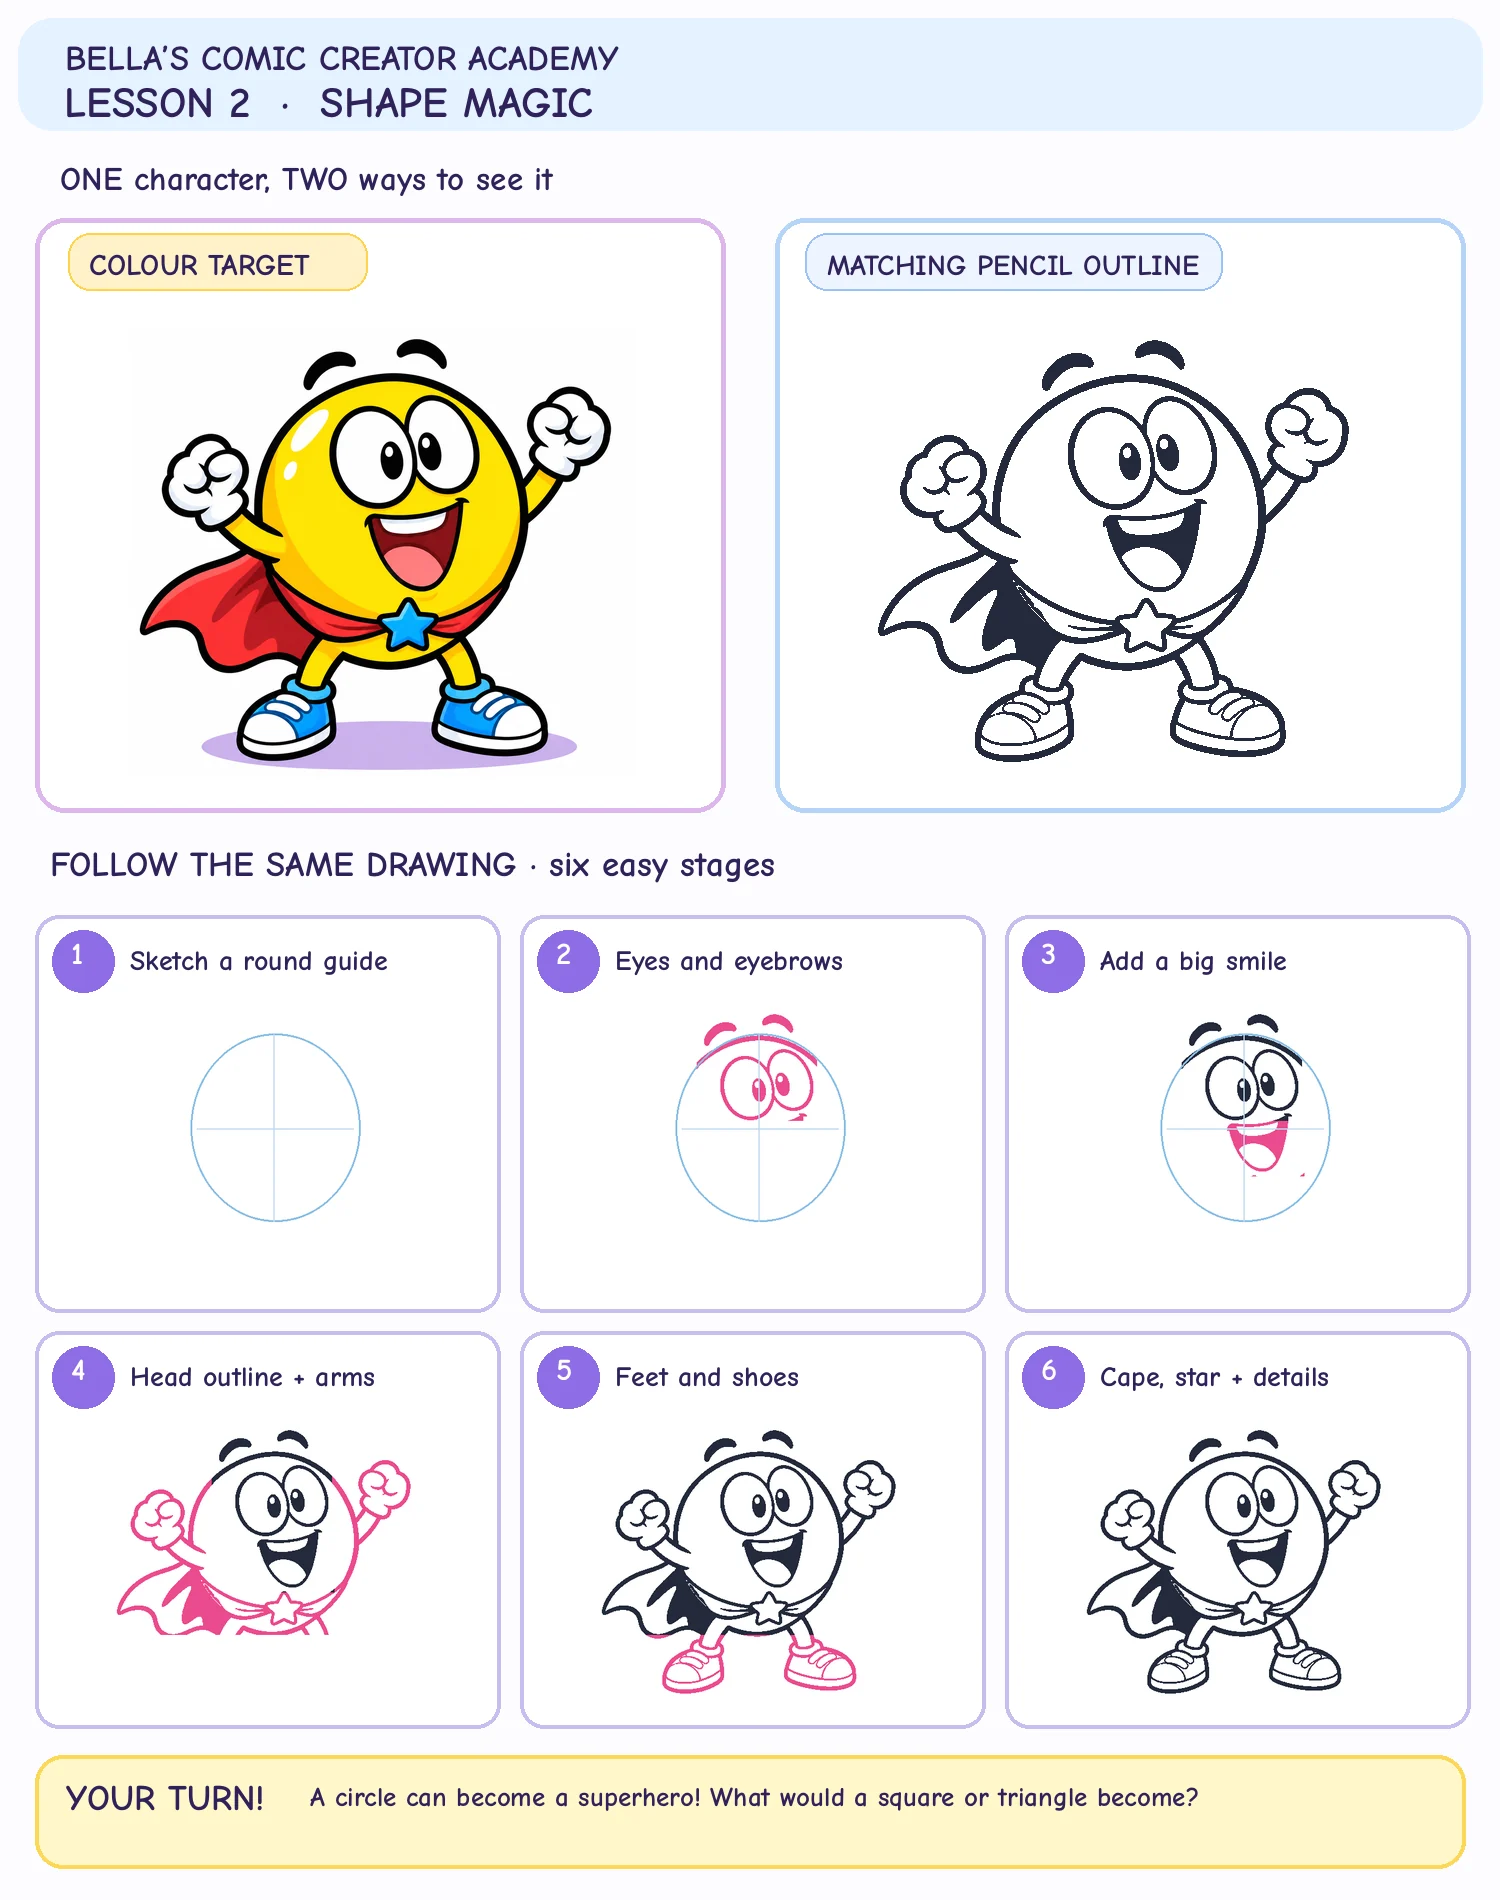 BELLA'S COMIC CREATOR ACADEMY
LESSON 2 · SHAPE MAGIC
ONE character, TWO ways to see it
COLOUR TARGET
MATCHING PENCIL OUTLINE
FOLLOW THE SAME DRAWING · six easy stages
1 Sketch a round guide
2 Eyes and eyebrows
3 Add a big smile
4 Head outline + arms
5 Feet and shoes
6 Cape, star + details
YOUR TURN! A circle can become a superhero! What would a square or triangle become?